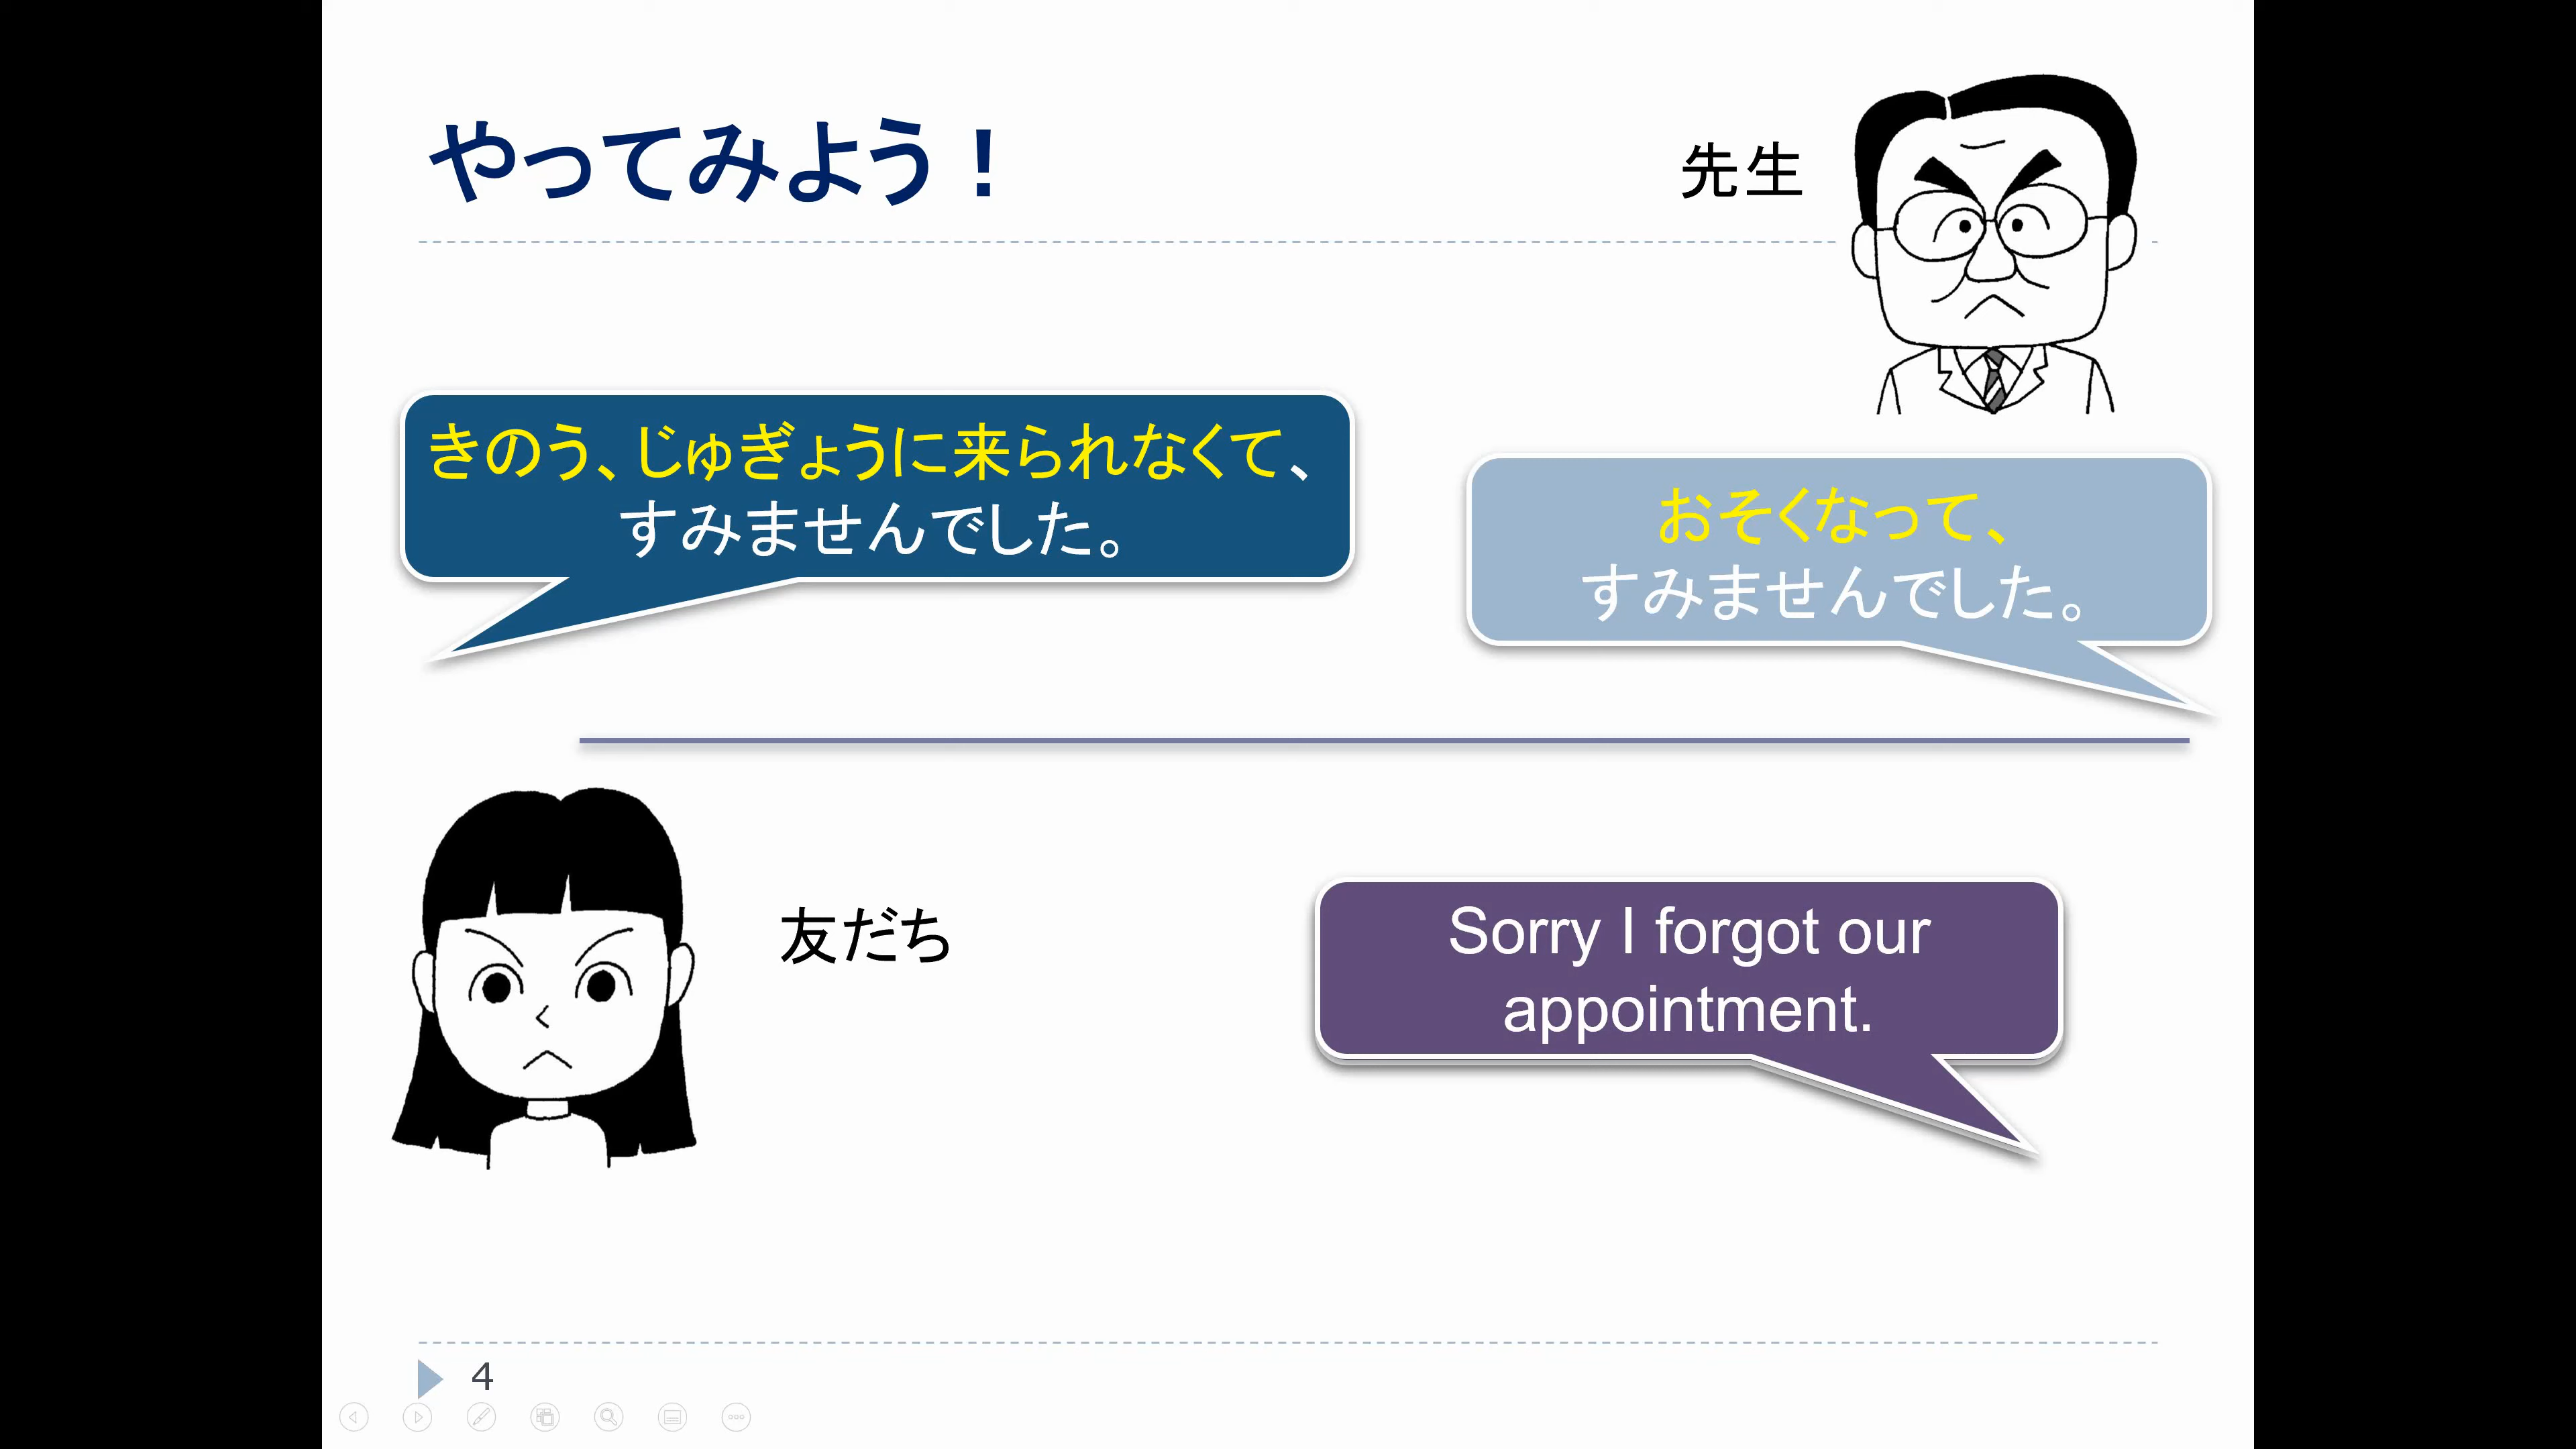 やってみよう！
先生
きのう、じゅぎょうに来られなくて、
すみませんでした。
おそくなって、
すみませんでした。
友だち
Sorry I forgot our
appointment.
4